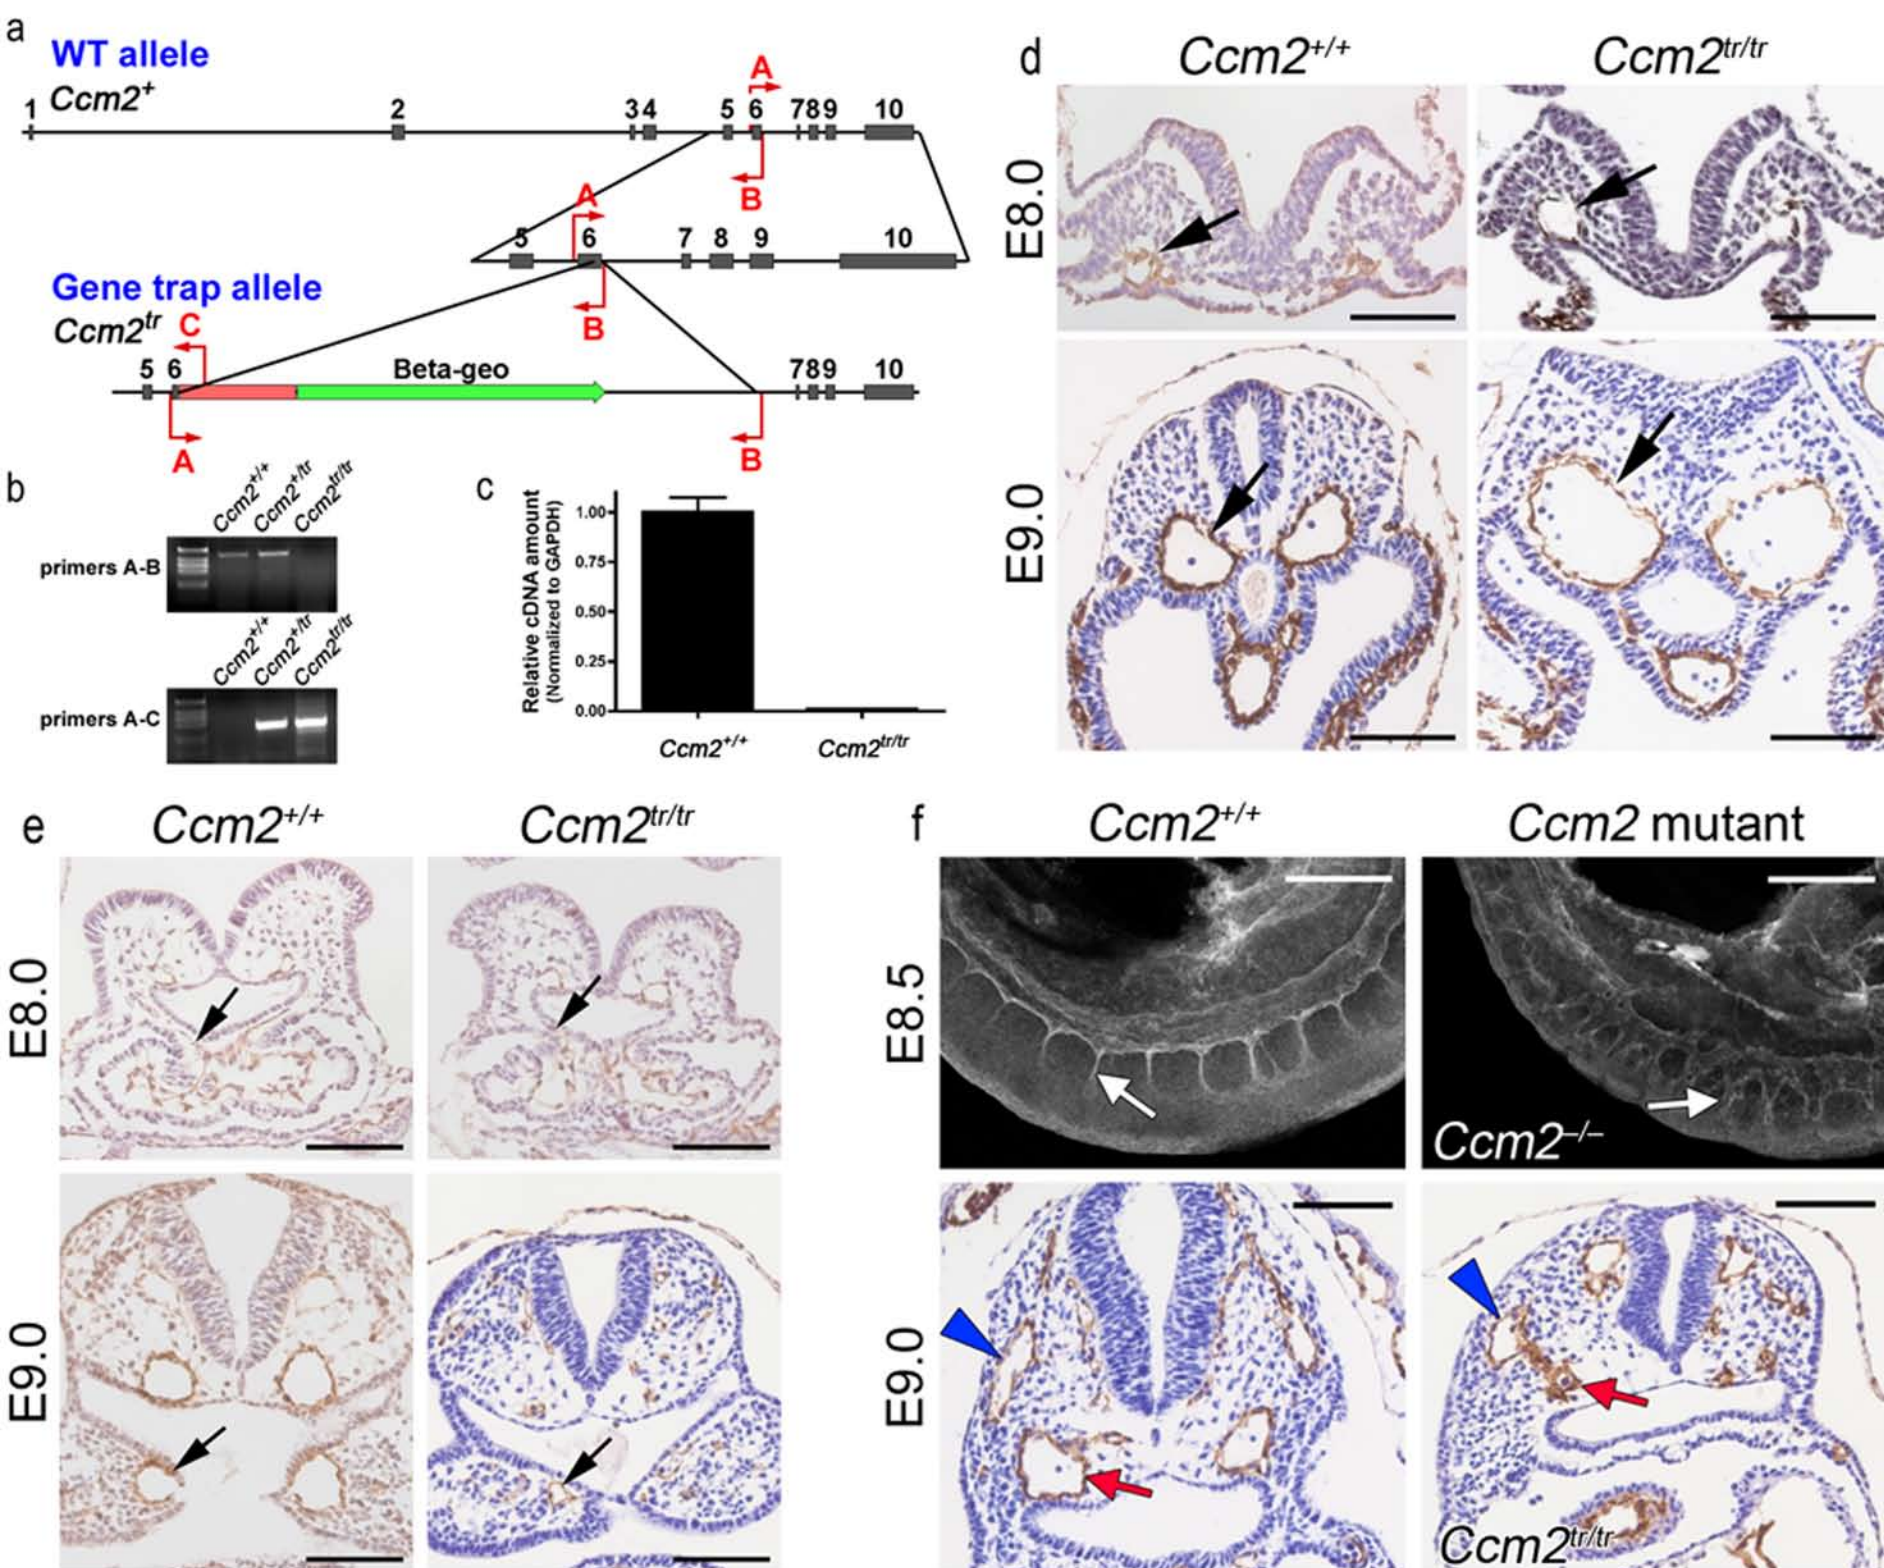 a
WT allele
Ccm2+
1 2 3 4 5 6 7 8 9 10
A
B
A
5 6 7 8 9 10
B
Gene trap allele
Ccm2tr
C
5 6 Beta-geo 7 8 9 10
A
B
b
Ccm2+/+ Ccm2+/tr Ccm2tr/tr
primers A-B
Ccm2+/+ Ccm2+/tr Ccm2tr/tr
primers A-C
c
Relative cDNA amount
(Normalized to GAPDH)
1.00
0.75
0.50
0.25
0.00
Ccm2+/+ Ccm2tr/tr
d
Ccm2+/+ Ccm2tr/tr
E8.0
E9.0
e
Ccm2+/+ Ccm2tr/tr
E8.0
E9.0
f
Ccm2+/+ Ccm2 mutant
E8.5
Ccm2–/–
E9.0
Ccm2tr/tr